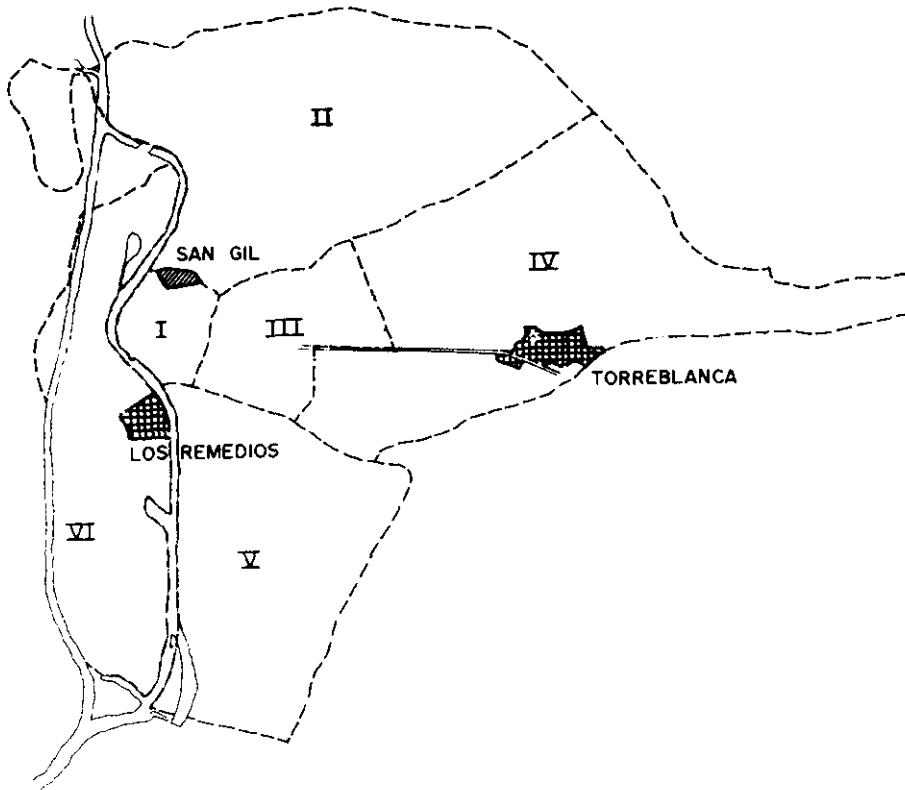 II
SAN GIL
IV
I
III
TORREBLANCA
LOS REMEDIOS
VI
V